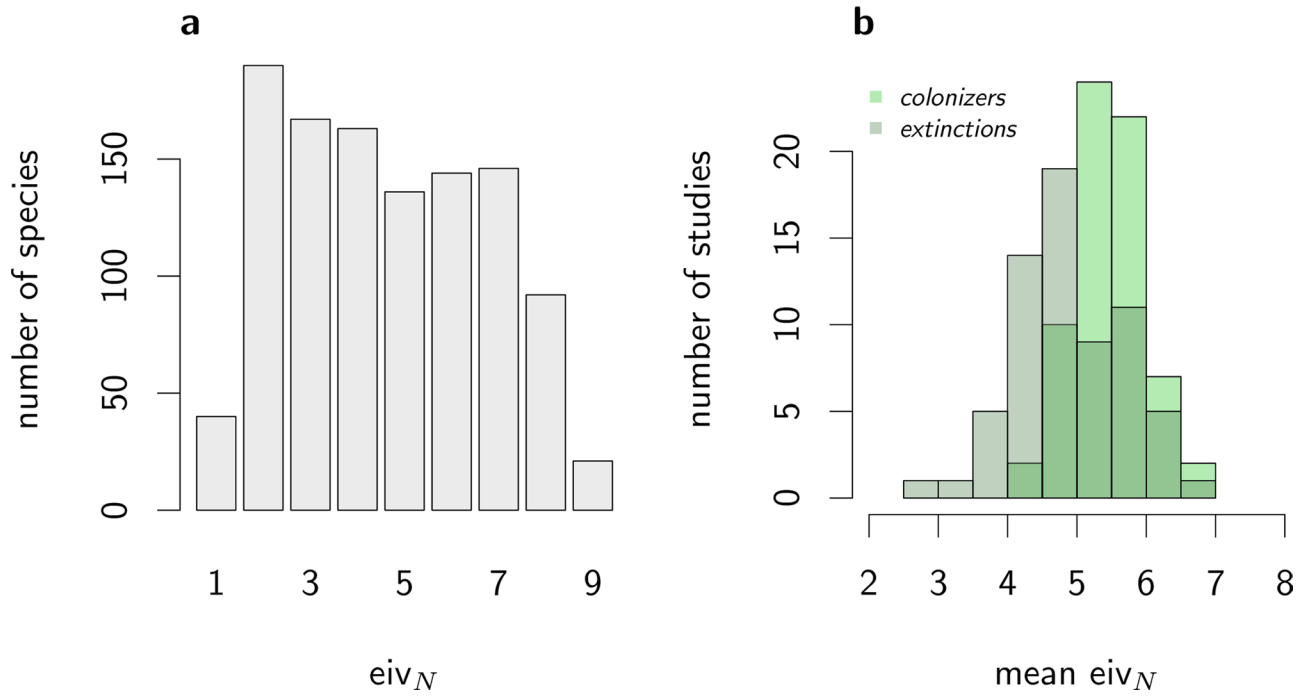 a
number of species
0
50
100
150
1 3 5 7 9
eiv_N
b
colonizers
extinctions
number of studies
0
5
10
15
20
2 3 4 5 6 7 8
mean eiv_N